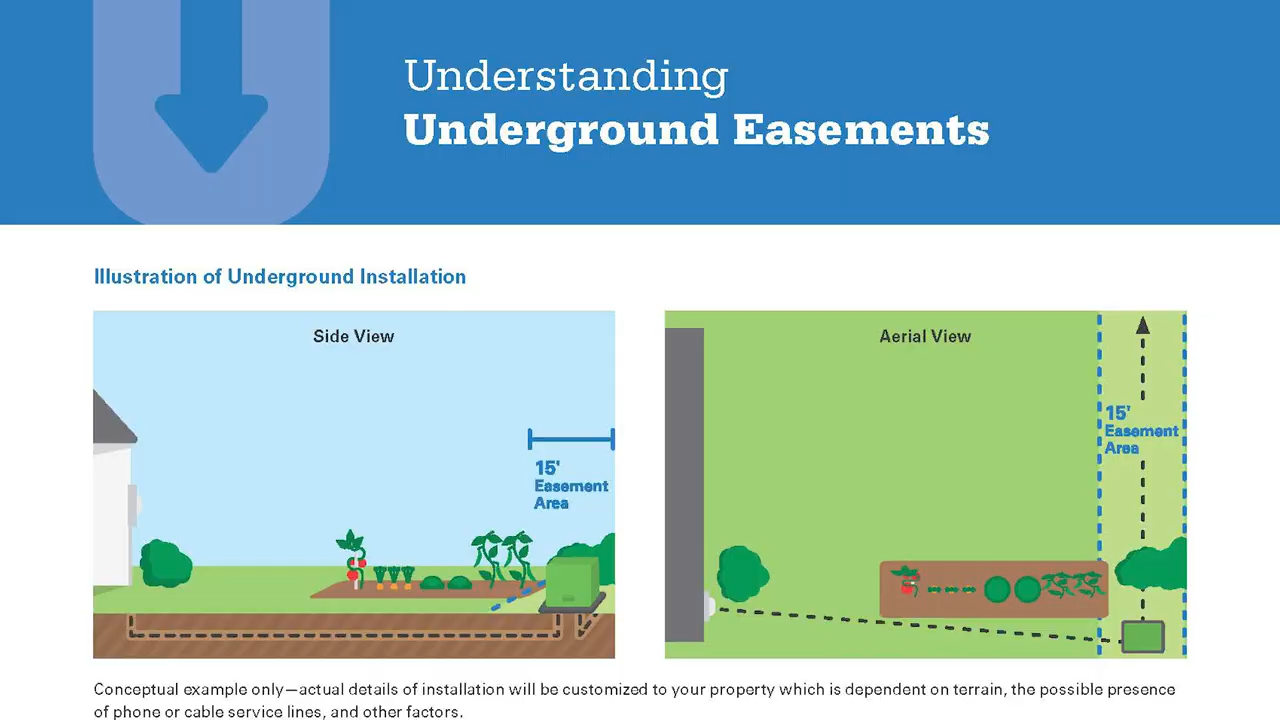 Understanding
Underground Easements
Illustration of Underground Installation
Side View
15'
Easement
Area
Aerial View
15'
Easement
Area
Conceptual example only—actual details of installation will be customized to your property which is dependent on terrain, the possible presence
of phone or cable service lines, and other factors.